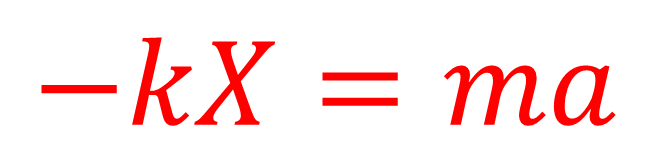 −kX = ma